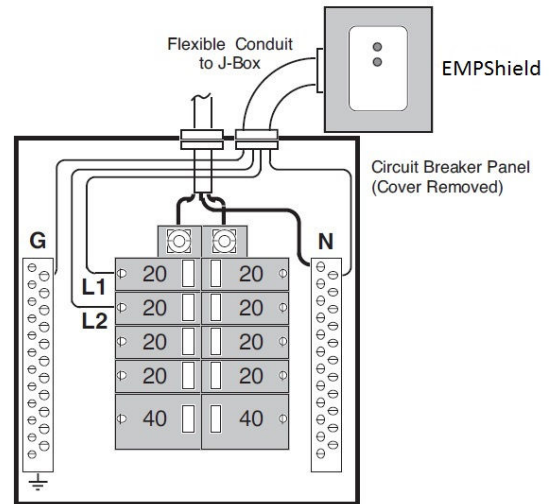 Flexible Conduit
to J-Box
EMPShield
Circuit Breaker Panel
(Cover Removed)
G
N
L1
L2
20 20
20 20
20 20
20 20
40 40